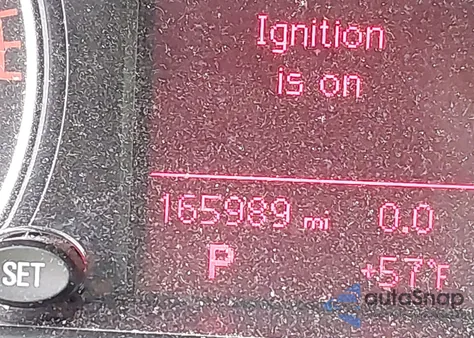 Ignition
is on
165989 mi 0.0
P +57°F
SET
autoSnap